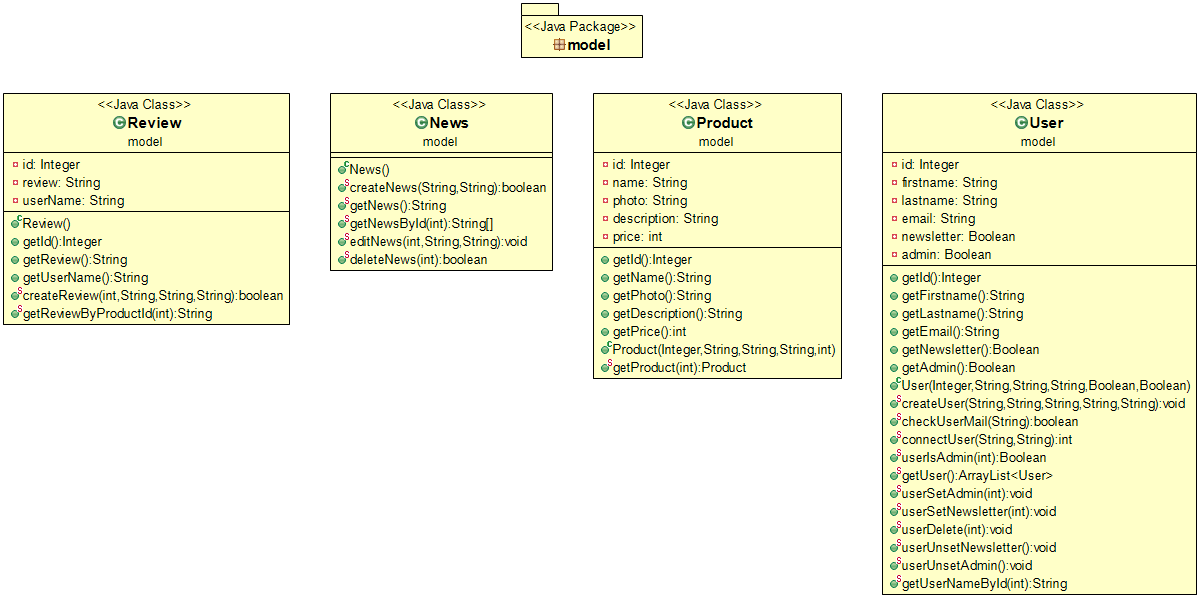 <<Java Package>>
model
<<Java Class>>
Review
model
id: Integer
review: String
userName: String
Review()
getId():Integer
getReview():String
getUserName():String
createReview(int,String,String,String):boolean
getReviewByProductId(int):String
<<Java Class>>
News
model
News()
createNews(String,String):boolean
getNews():String
getNewsById(int):String[]
editNews(int,String,String):void
deleteNews(int):boolean
<<Java Class>>
Product
model
id: Integer
name: String
photo: String
description: String
price: int
getId():Integer
getName():String
getPhoto():String
getDescription():String
getPrice():int
Product(Integer,String,String,String,int)
getProduct(int):Product
<<Java Class>>
User
model
id: Integer
firstname: String
lastname: String
email: String
newsletter: Boolean
admin: Boolean
getId():Integer
getFirstname():String
getLastname():String
getEmail():String
getNewsletter():Boolean
getAdmin():Boolean
User(Integer,String,String,String,Boolean,Boolean)
createUser(String,String,String,String,String):void
checkUserMail(String):boolean
connectUser(String,String):int
userIsAdmin(int):Boolean
getUser():ArrayList<User>
userSetAdmin(int):void
userSetNewsletter(int):void
userDelete(int):void
userUnsetNewsletter():void
userUnsetAdmin():void
getUserNameById(int):String